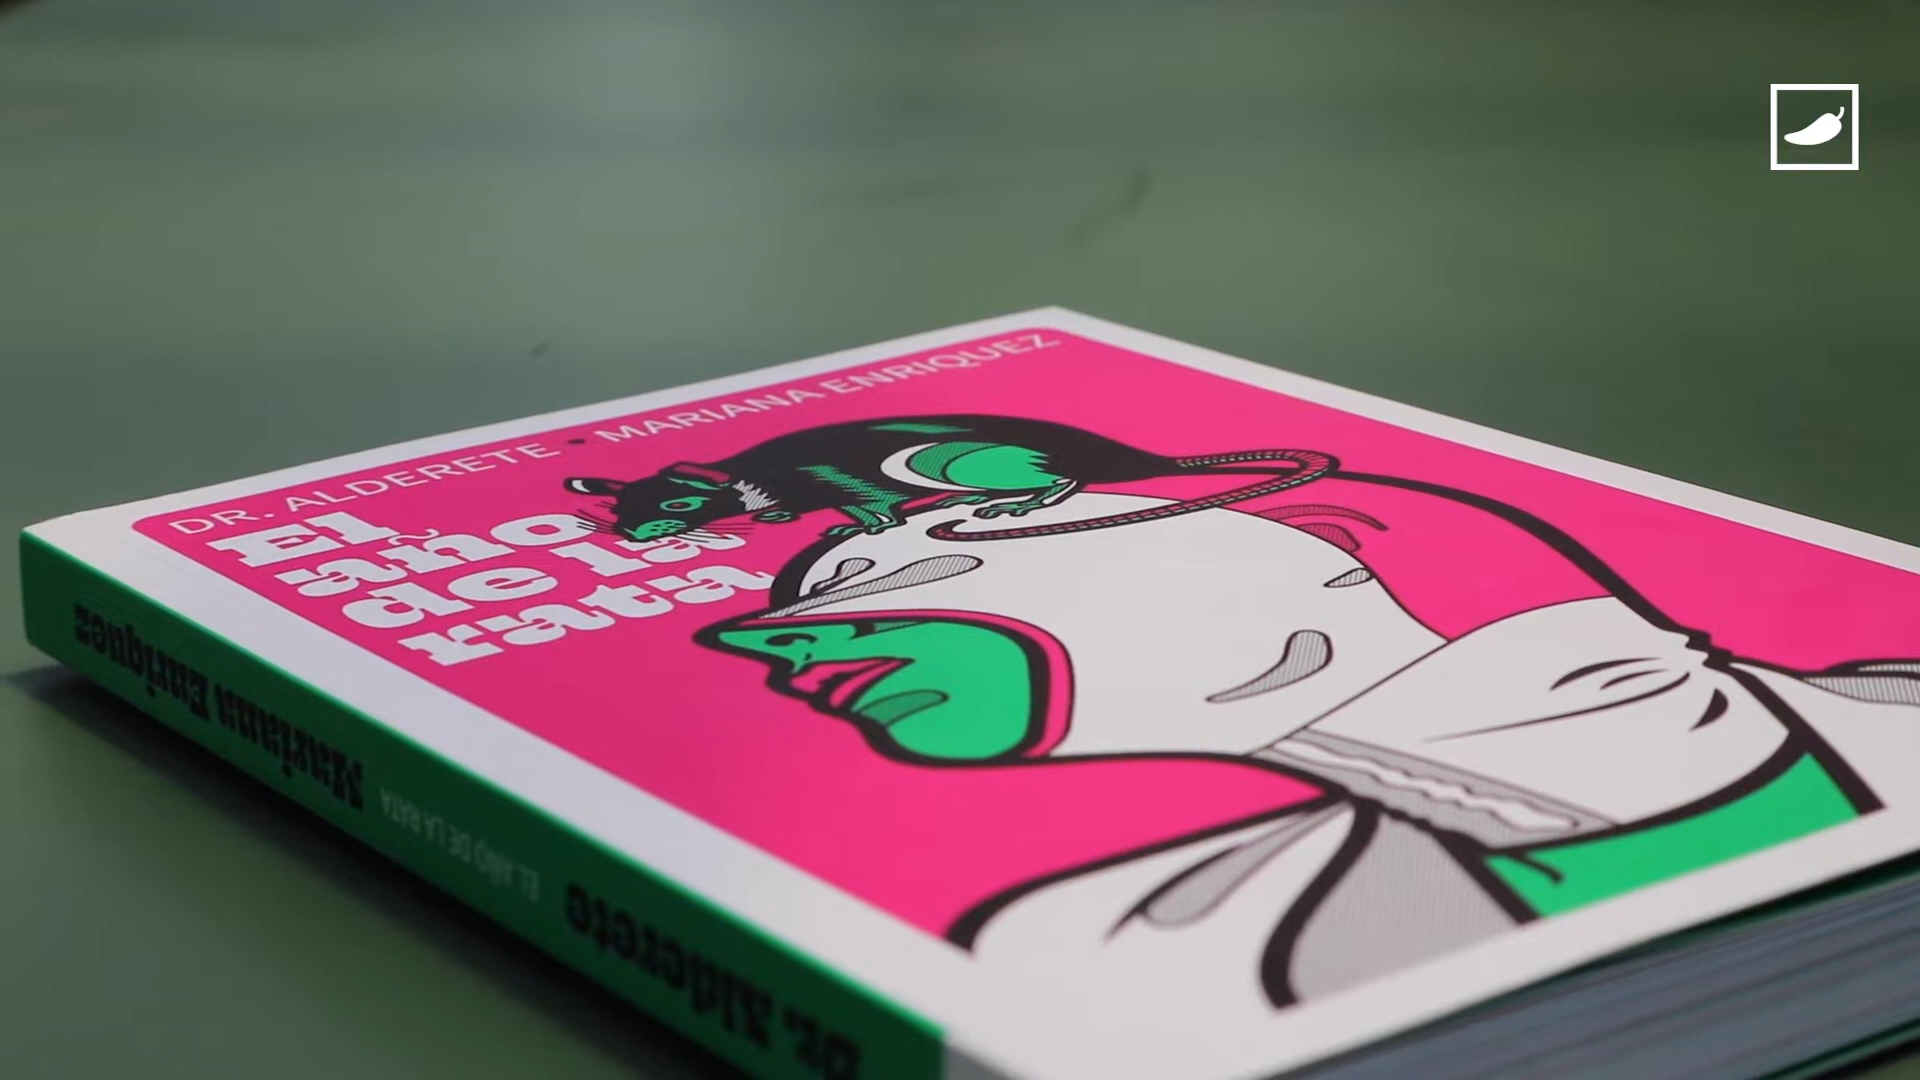 DR. ALDERETE • MARIANA ENRIQUEZ
El
año
de la
rata
Mariana Enriquez
EL AÑO DE LA RATA
Dr. Alderete